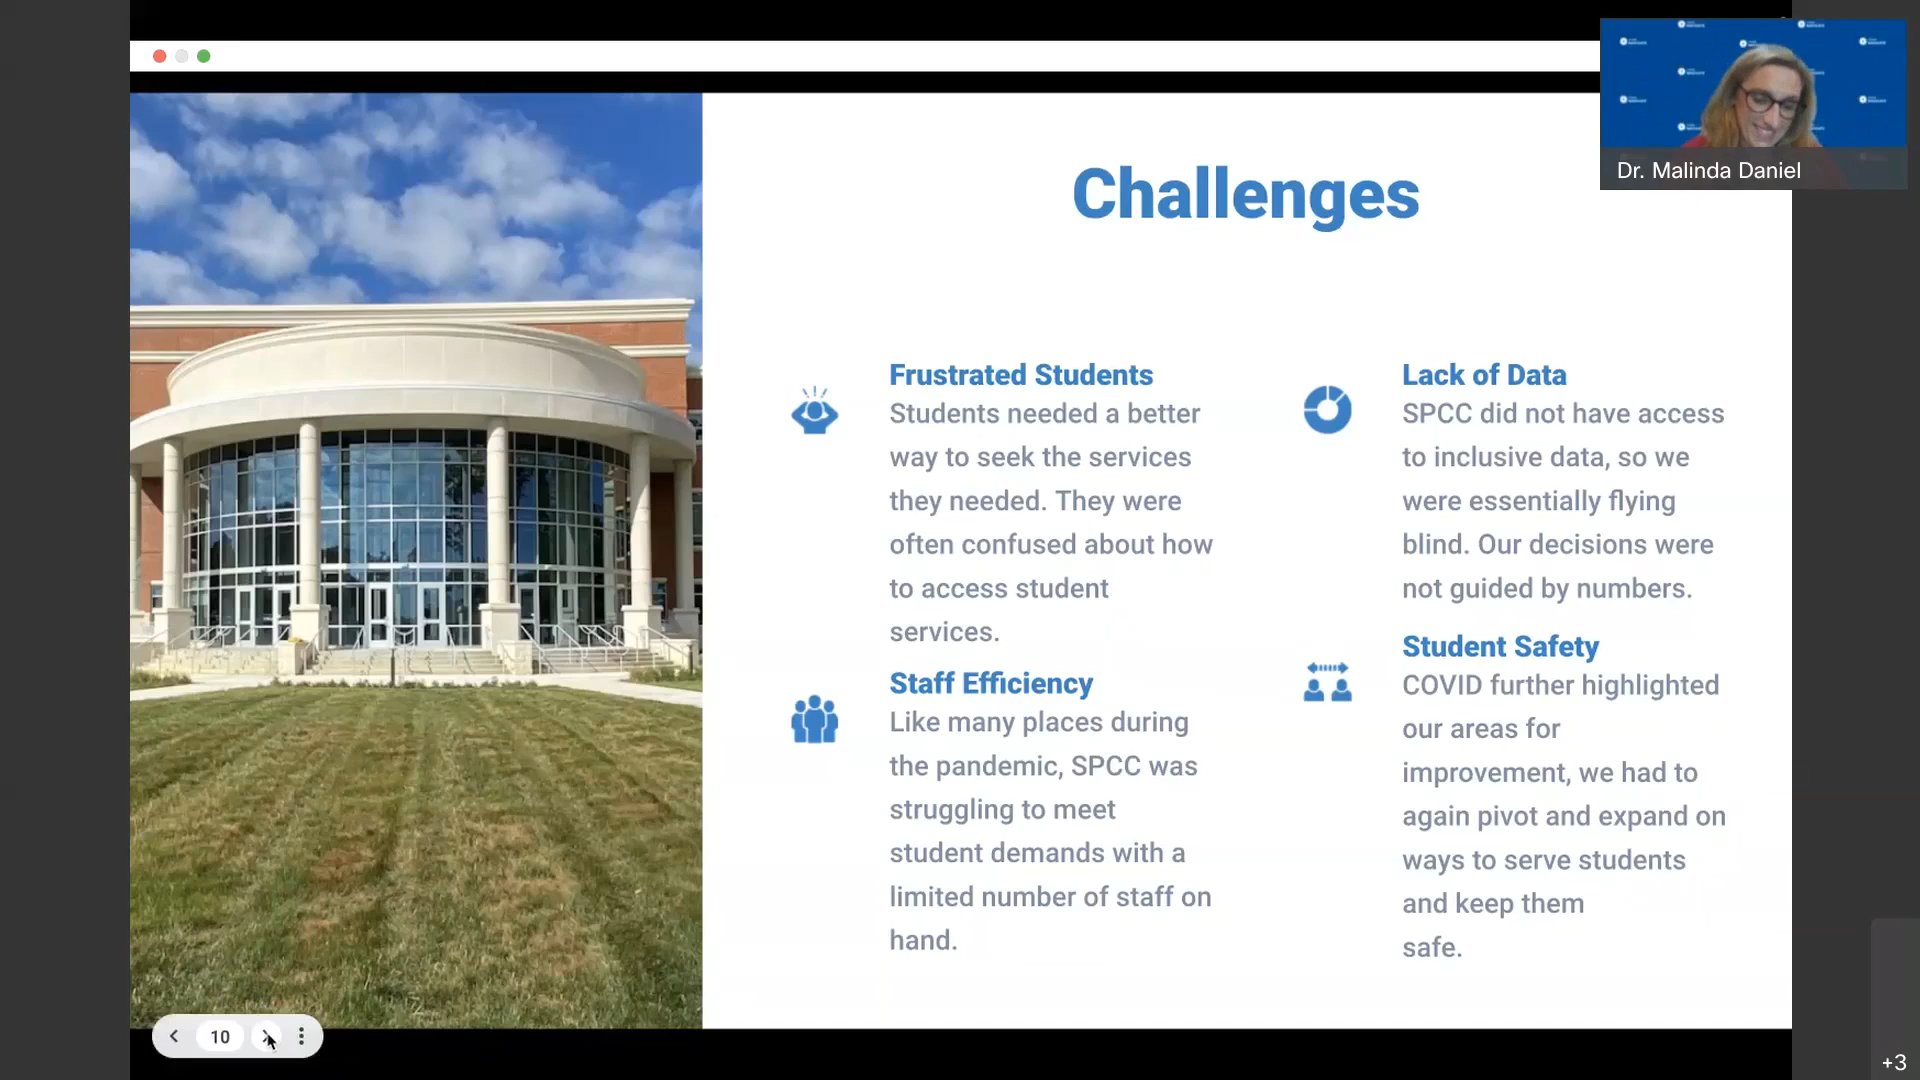 Dr. Malinda Daniel
Challenges
Frustrated Students
Students needed a better
way to seek the services
they needed. They were
often confused about how
to access student
services.
Staff Efficiency
Like many places during
the pandemic, SPCC was
struggling to meet
student demands with a
limited number of staff on
hand.
Lack of Data
SPCC did not have access
to inclusive data, so we
were essentially flying
blind. Our decisions were
not guided by numbers.
Student Safety
COVID further highlighted
our areas for
improvement, we had to
again pivot and expand on
ways to serve students
and keep them
safe.
10
+3